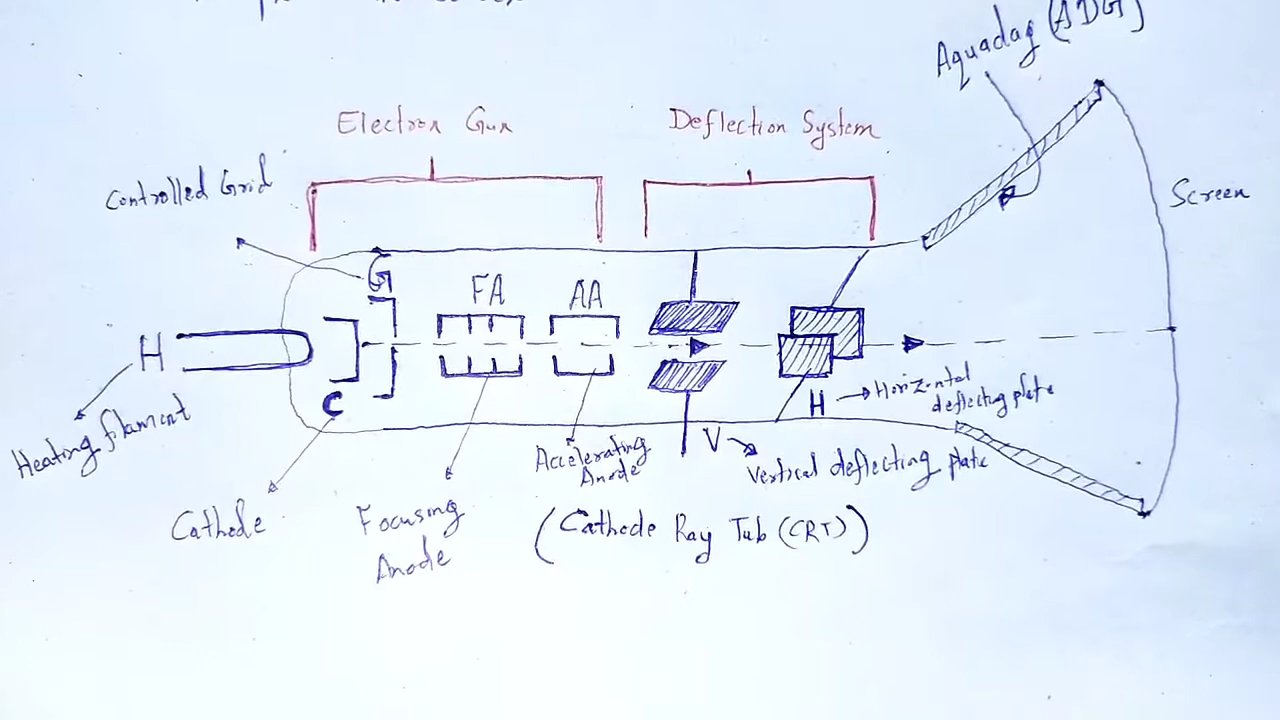 Aquadag (ADG)
Electron Gun
Deflection System
Controlled Grid
Screen
G
FA
AA
H
C
H → Horizontal
deflecting plate
Heating filament
V
Vertical deflecting plate
Accelerating
Anode
Cathode
Focusing
Anode
(Cathode Ray Tub (CRT))